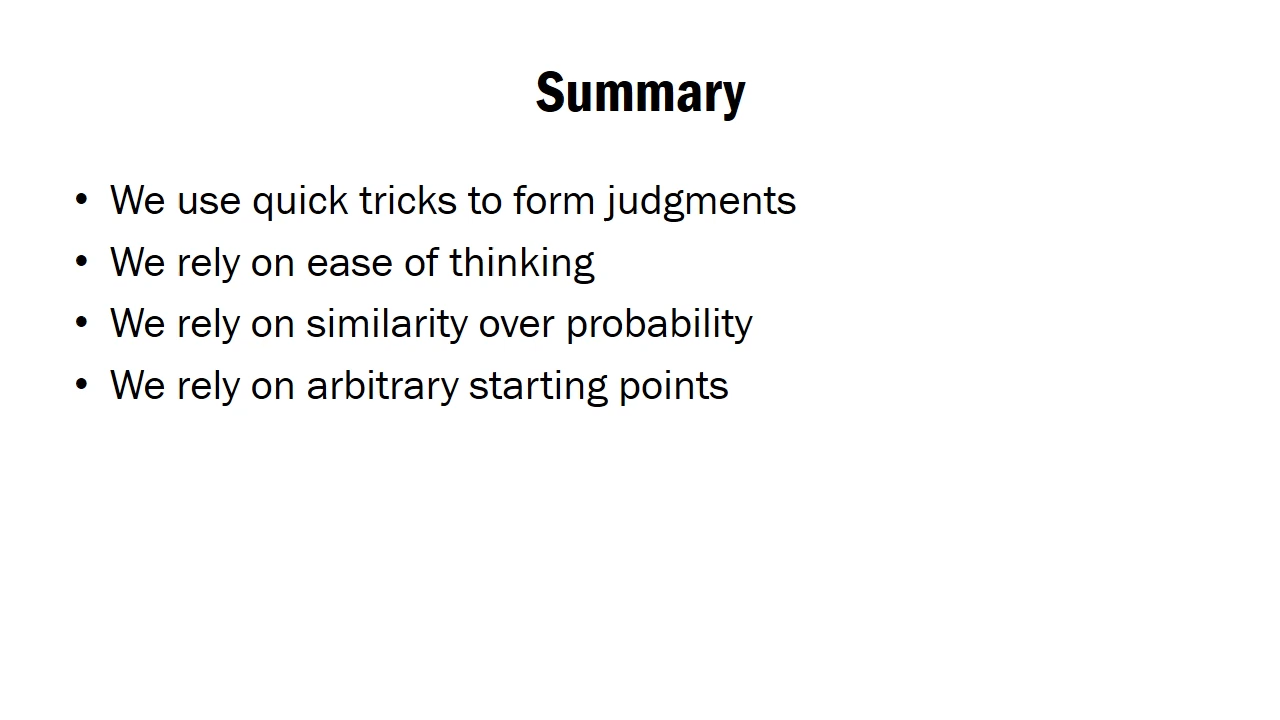 Summary
• We use quick tricks to form judgments
• We rely on ease of thinking
• We rely on similarity over probability
• We rely on arbitrary starting points